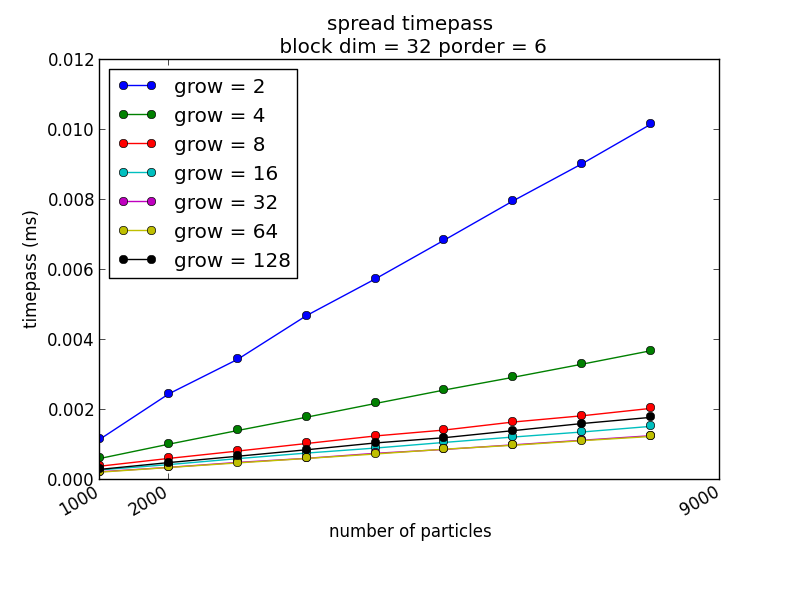 spread timepass
block dim = 32 porder = 6
0.012
0.010
0.008
0.006
0.004
0.002
0.000
timepass (ms)
grow = 2
grow = 4
grow = 8
grow = 16
grow = 32
grow = 64
grow = 128
1000
2000
9000
number of particles